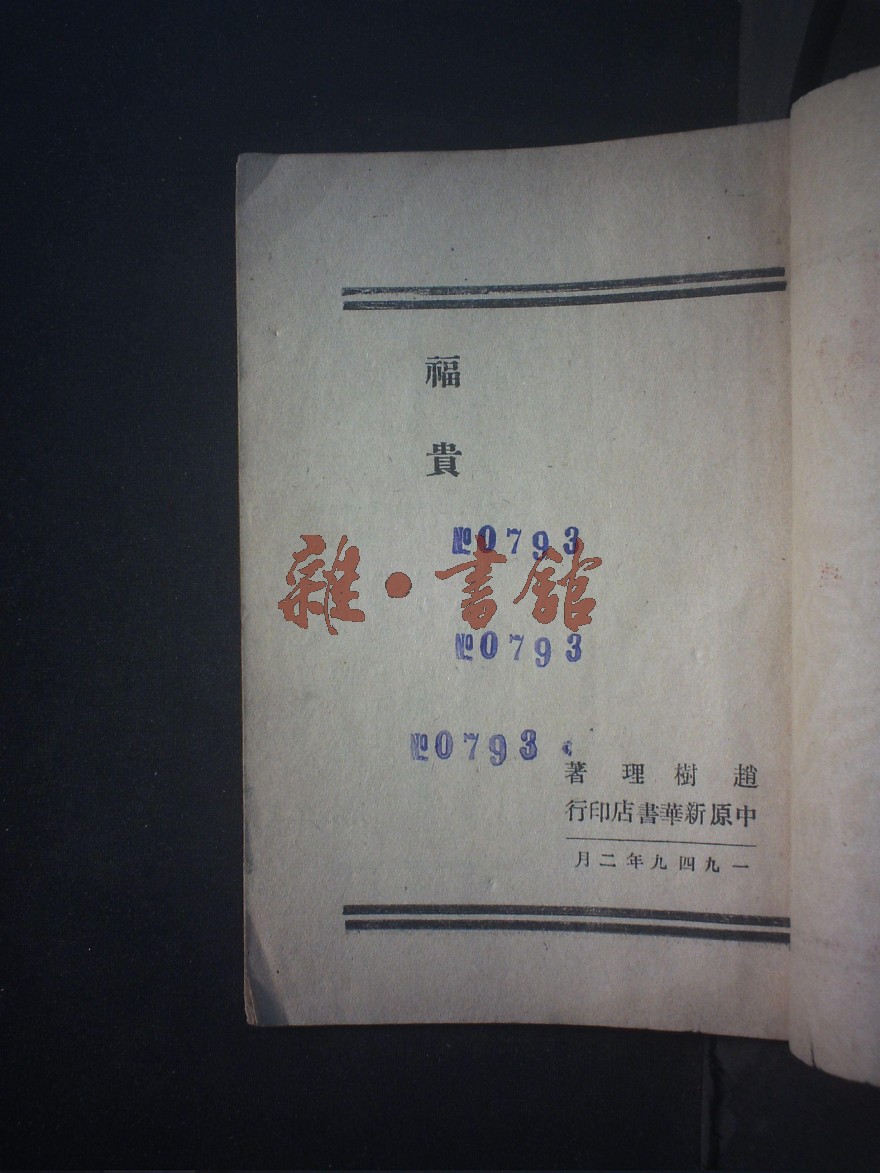 福
貴
№0793
雜·書館
№0793
№0793
趙樹理著
中原新華書店印行
一九四九年二月